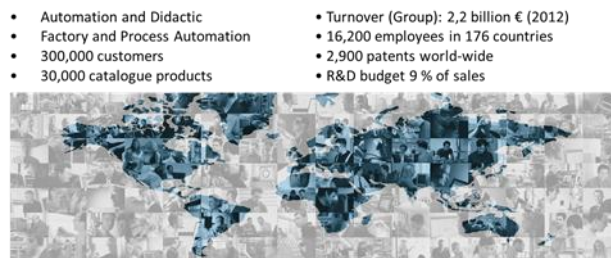 • Automation and Didactic
• Factory and Process Automation
• 300,000 customers
• 30,000 catalogue products
• Turnover (Group): 2,2 billion € (2012)
• 16,200 employees in 176 countries
• 2,900 patents world-wide
• R&D budget 9 % of sales